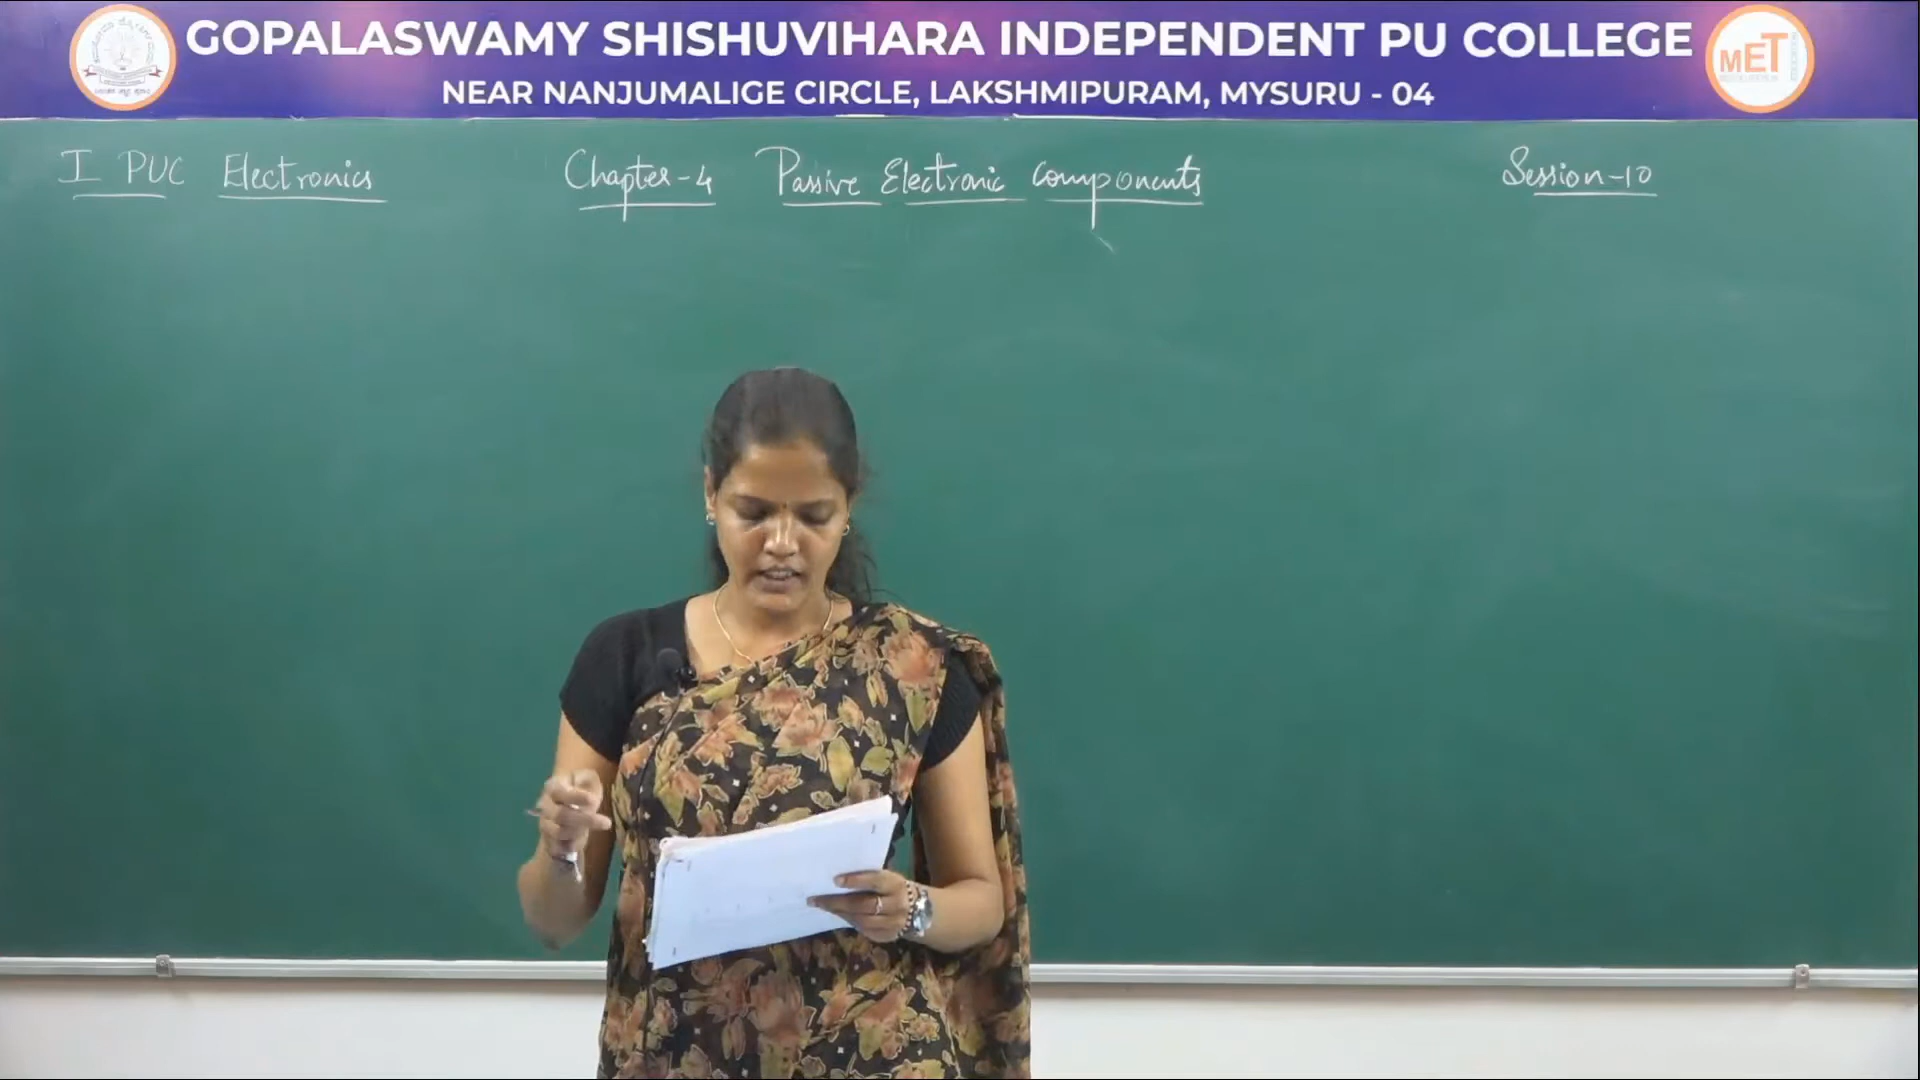 GOPALASWAMY SHISHUVIHARA INDEPENDENT PU COLLEGE
NEAR NANJUMALIGE CIRCLE, LAKSHMIPURAM, MYSURU - 04
MET
I PUC Electronics Chapter-4 Passive Electronic components Session-10